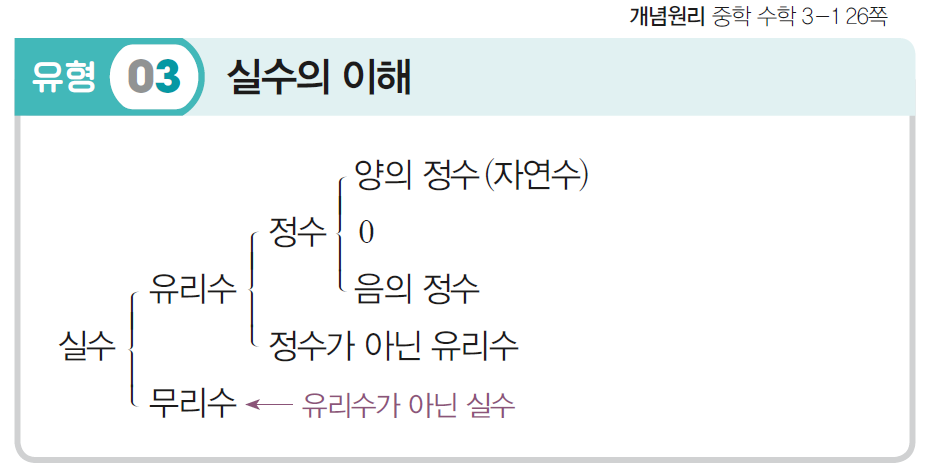 개념원리 중학 수학 3-1 26쪽
유형 03 실수의 이해
양의 정수(자연수)
정수
0
유리수
음의 정수
실수
정수가 아닌 유리수
무리수 ← 유리수가 아닌 실수